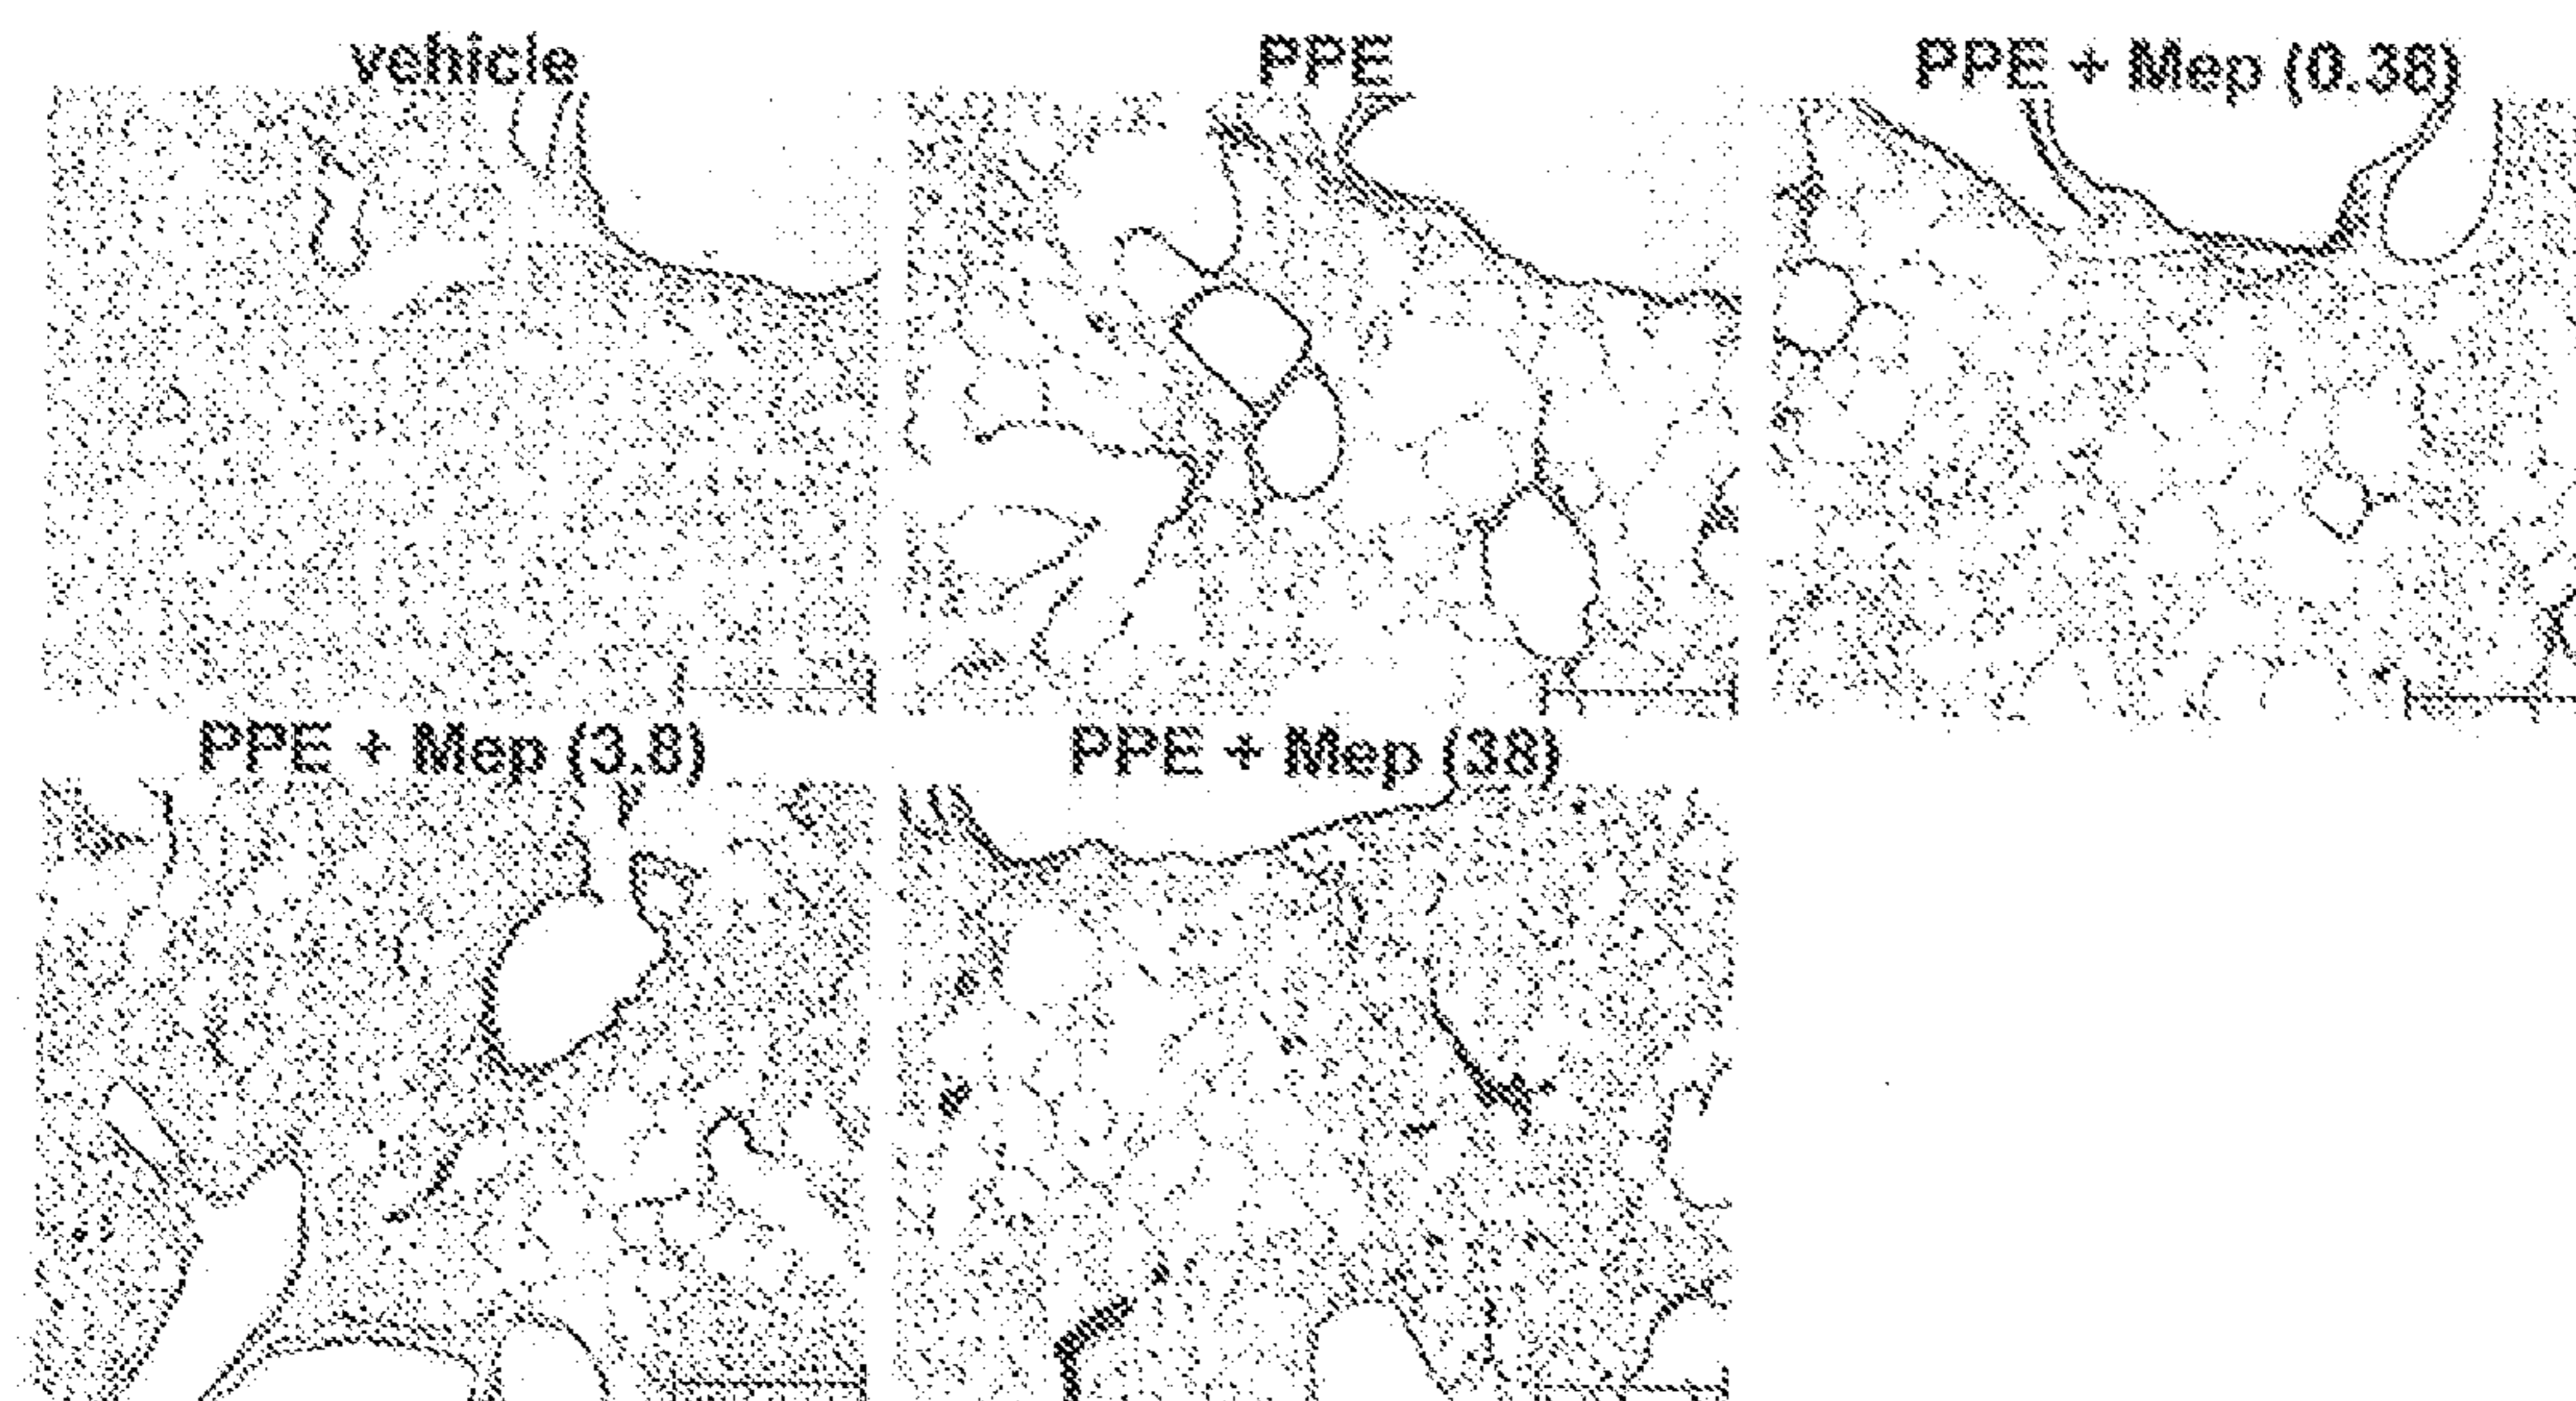 vehicle
PPE
PPE + Mep (0.38)
PPE + Mep (3.8)
PPE + Mep (38)